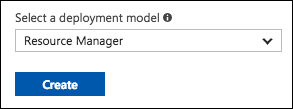 Select a deployment model
Resource Manager
Create